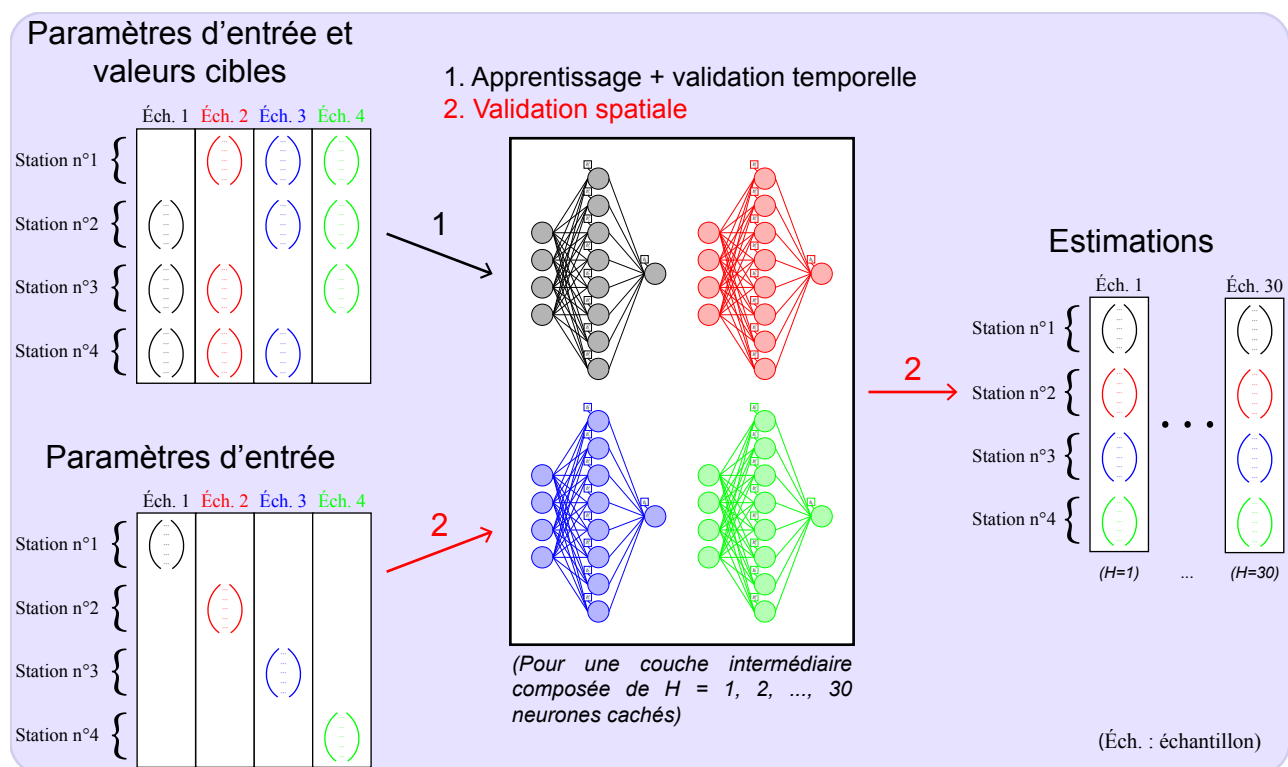 Paramètres d'entrée et
valeurs cibles
1. Apprentissage + validation temporelle
2. Validation spatiale
Éch. 1 Éch. 2 Éch. 3 Éch. 4
Station n°1
Station n°2
Station n°3
Station n°4
1
Paramètres d'entrée
Éch. 1 Éch. 2 Éch. 3 Éch. 4
Station n°1
Station n°2
Station n°3
Station n°4
2
(Pour une couche intermédiaire
composée de H = 1, 2, ..., 30
neurones cachés)
2
Estimations
Éch. 1 Éch. 30
Station n°1
Station n°2
Station n°3
Station n°4
. . .
(H=1) ... (H=30)
(Éch. : échantillon)